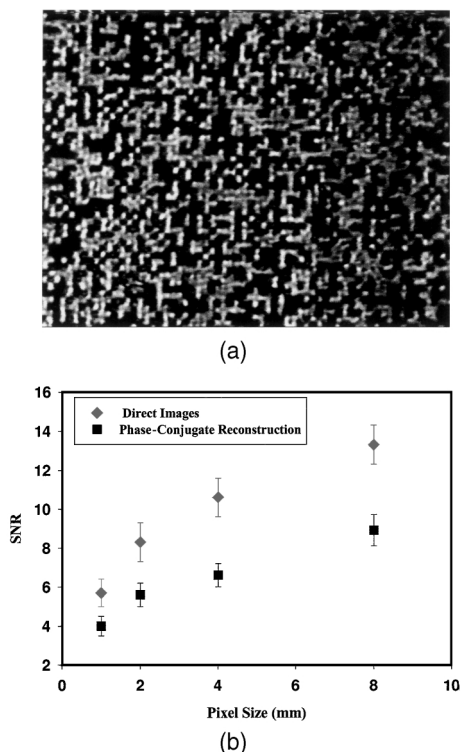 (a)
16
14
12
10
8
6
4
2
SNR
Direct Images
Phase-Conjugate Reconstruction
0 2 4 6 8 10
Pixel Size (mm)
(b)